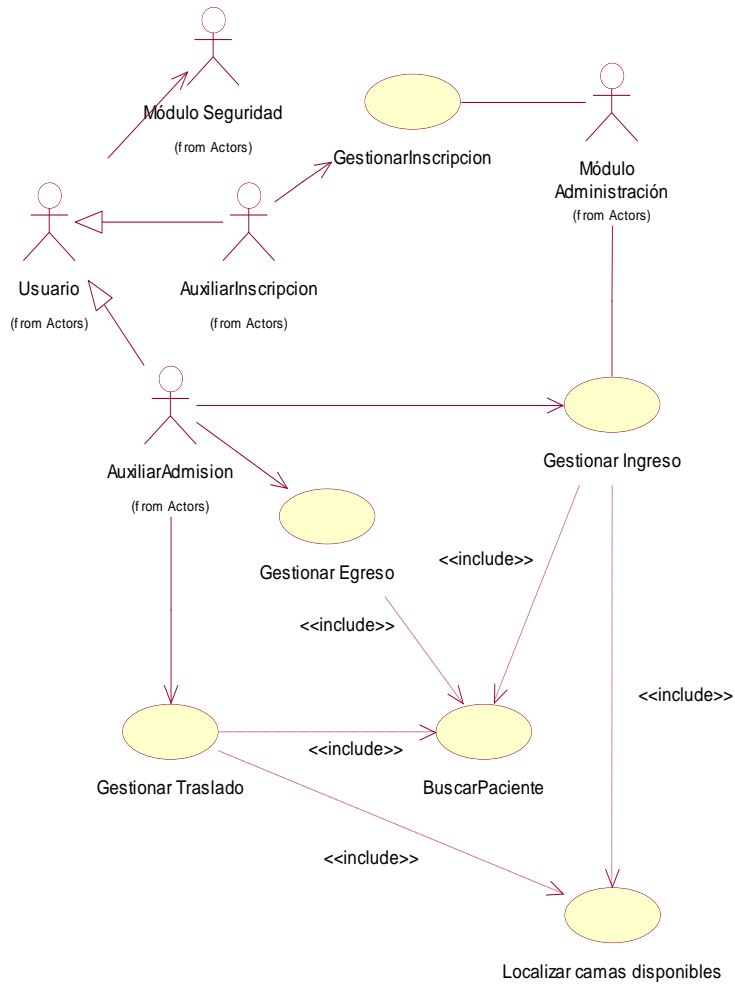 Módulo Seguridad
(from Actors)
GestionarInscripcion
Módulo
Administración
(from Actors)
Usuario
(from Actors)
AuxiliarInscripcion
(from Actors)
AuxiliarAdmision
(from Actors)
Gestionar Ingreso
Gestionar Egreso
<<include>>
<<include>>
<<include>>
<<include>>
Gestionar Traslado
BuscarPaciente
<<include>>
Localizar camas disponibles